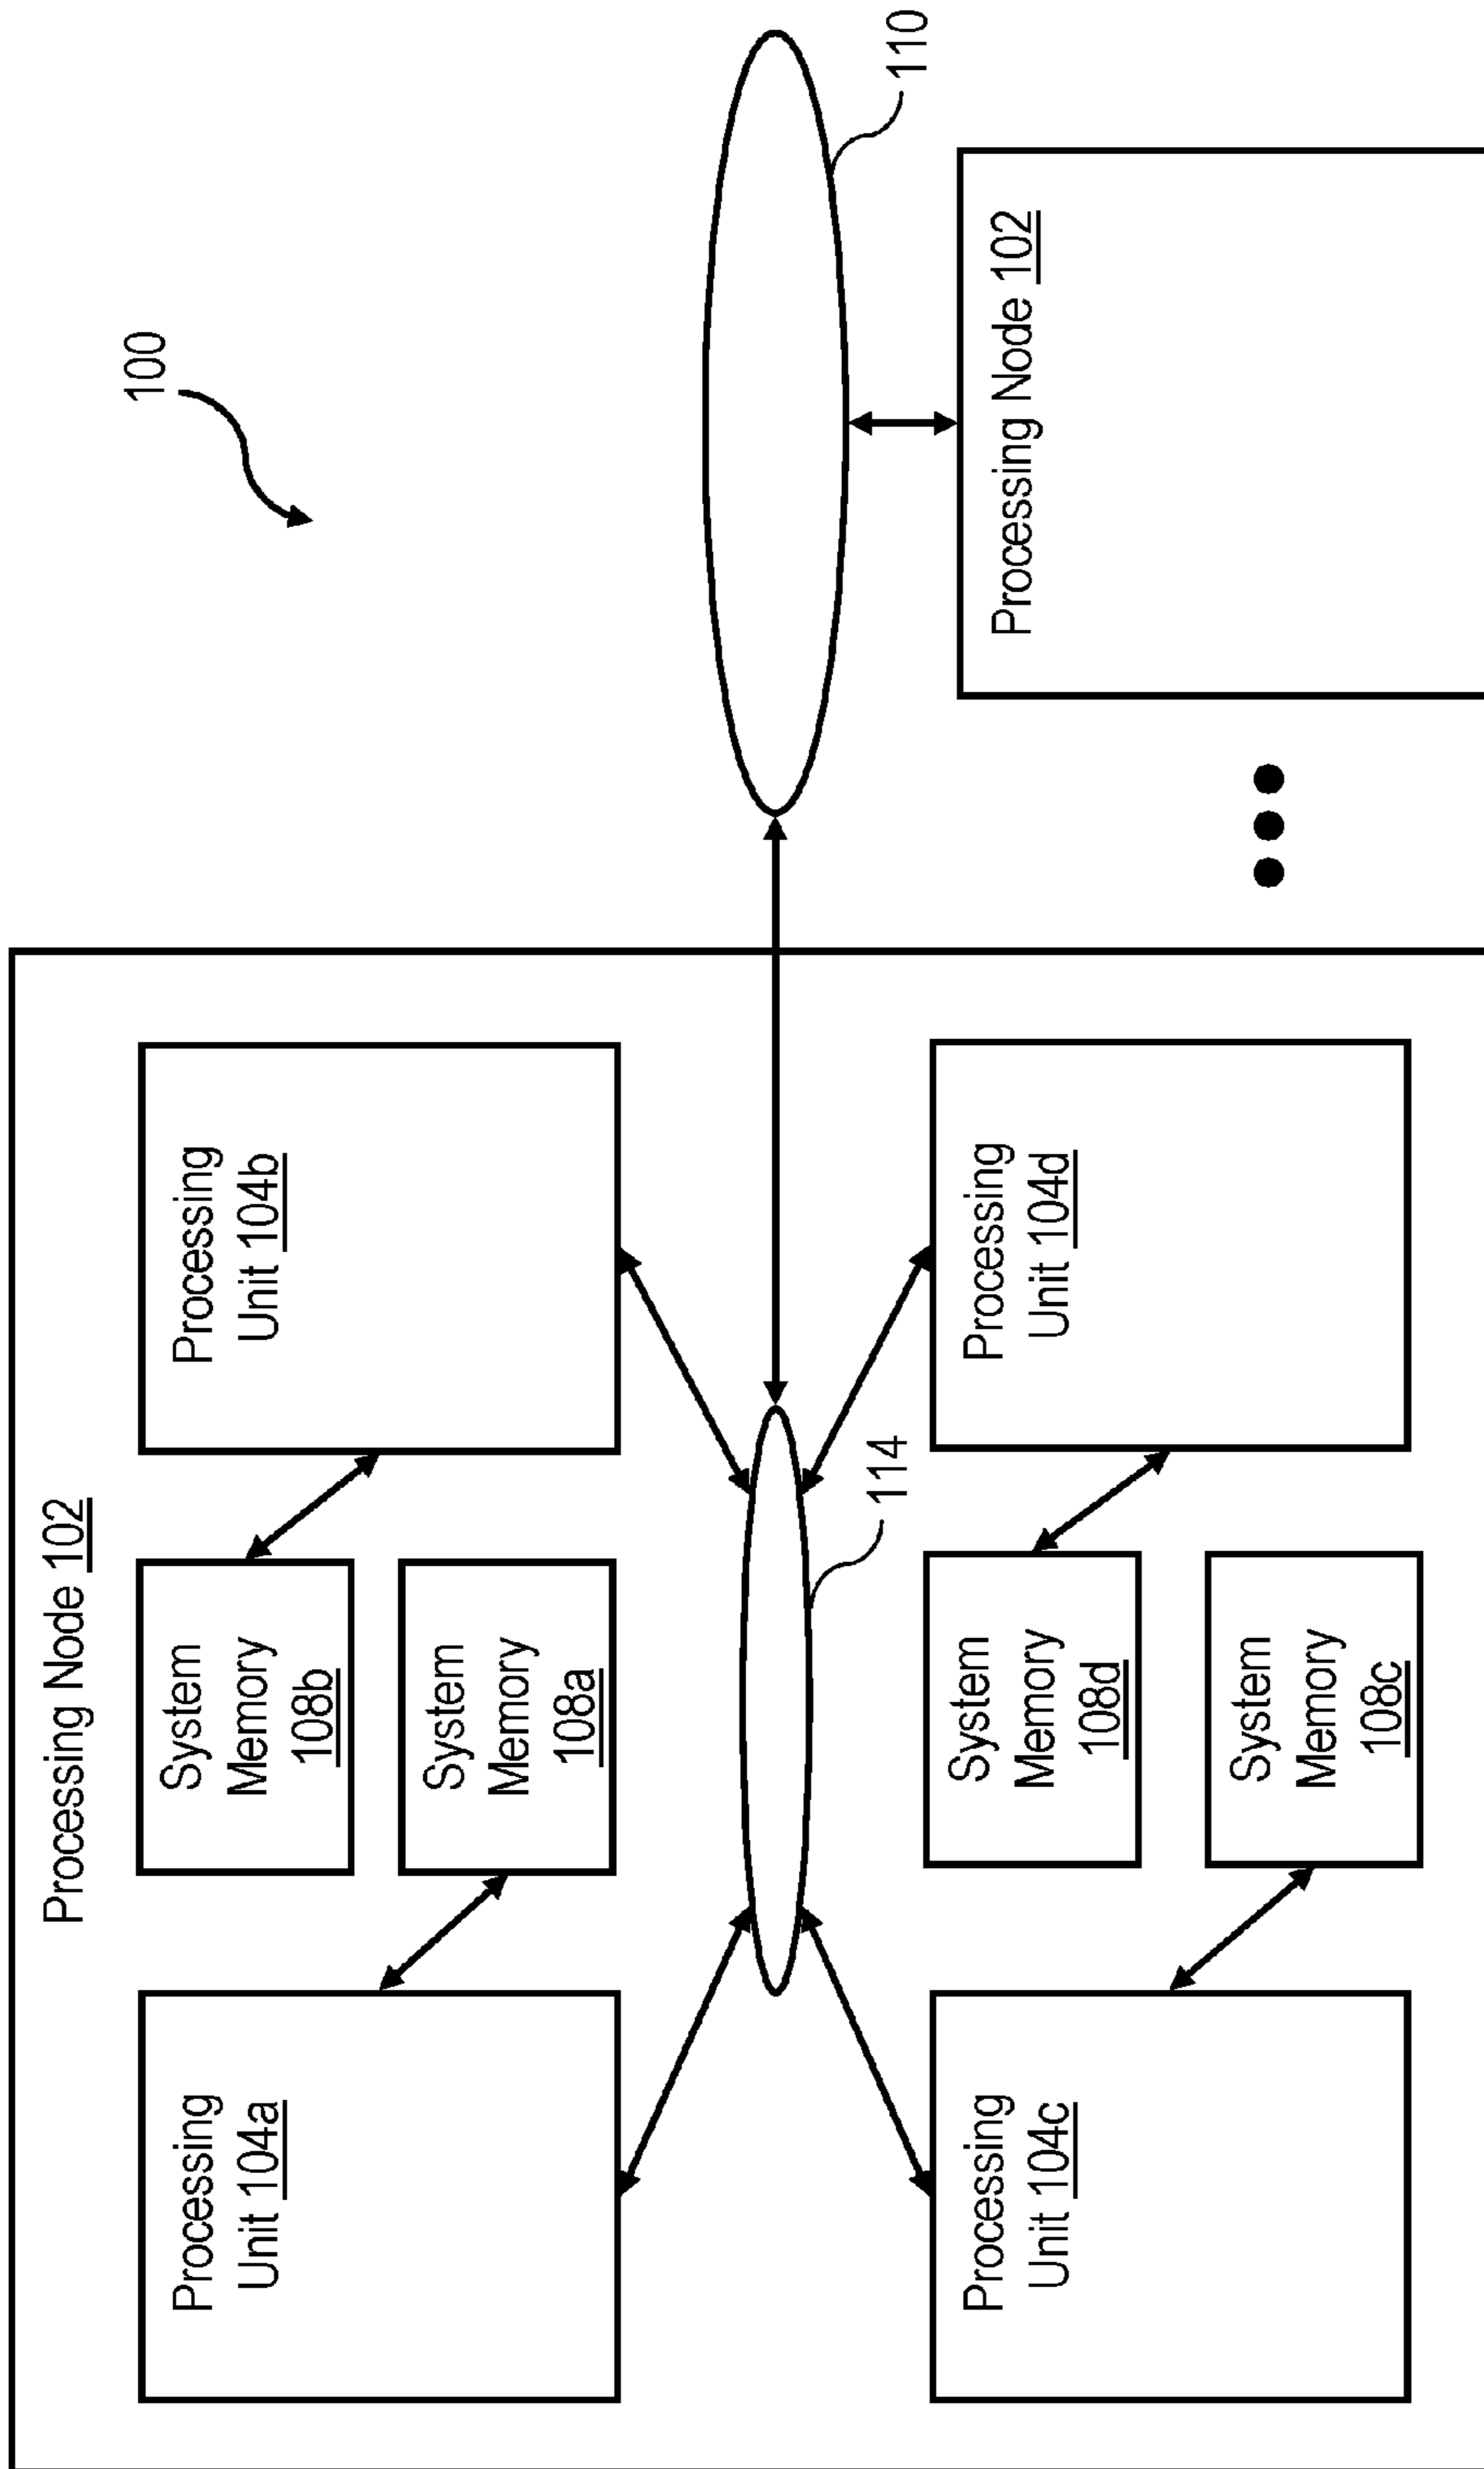 100
Processing Node 102
Processing
Unit 104a
System
Memory
108b
System
Memory
108a
Processing
Unit 104b
114
110
Processing
Unit 104c
System
Memory
108d
System
Memory
108c
Processing
Unit 104d
Processing Node 102